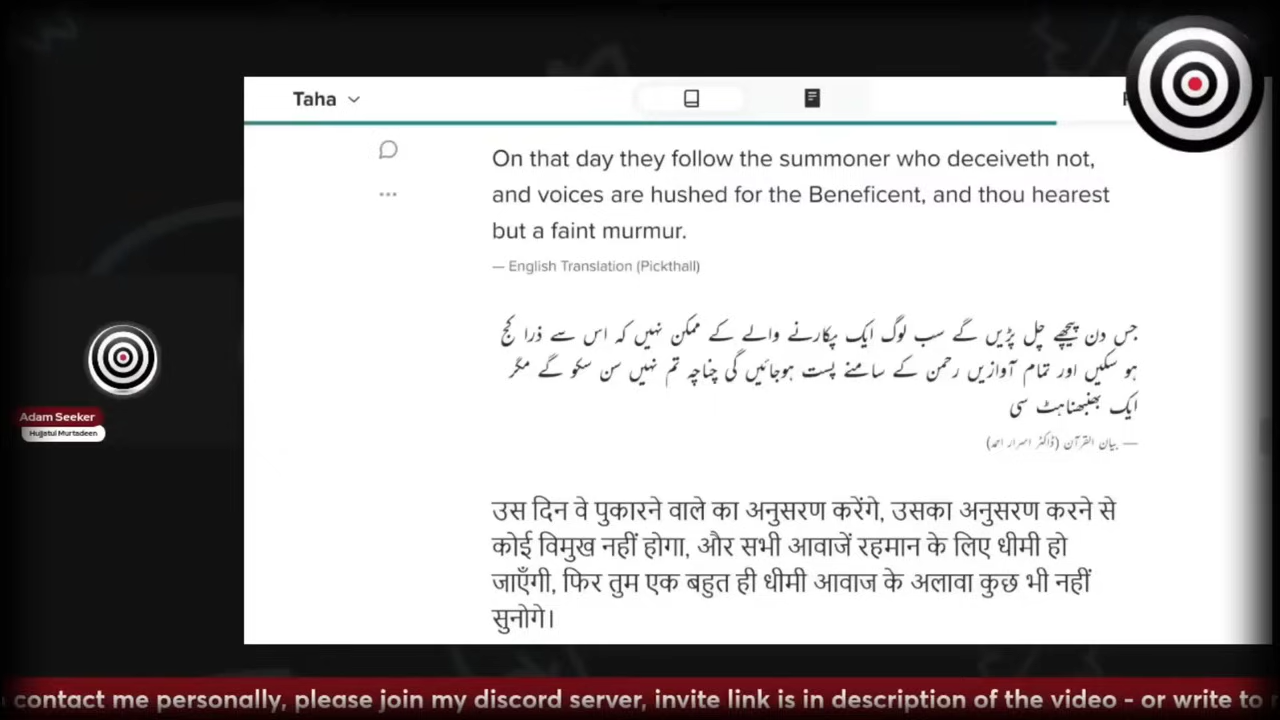 Taha
On that day they follow the summoner who deceiveth not,
and voices are hushed for the Beneficent, and thou hearest
but a faint murmur.
— English Translation (Pickthall)
جس دن پیچھے چل پڑیں گے سب لوگ ایک پکارنے والے کے ممکن نہیں کہ اس سے ذرا کج
ہو سکیں اور تمام آوازیں رحمن کے سامنے پست ہوجائیں گی چناچہ تم نہیں سن سکو گے مگر
ایک بھنبھناہٹ سی
— بیان القرآن (ڈاکٹر اسرار احمد)
उस दिन वे पुकारने वाले का अनुसरण करेंगे, उसका अनुसरण करने से
कोई विमुख नहीं होगा, और सभी आवाजें रहमान के लिए धीमी हो
जाएँगी, फिर तुम एक बहुत ही धीमी आवाज के अलावा कुछ भी नहीं
सुनोगे।
Adam Seeker
Hujjatul Murtadeen
contact me personally, please join my discord server, invite link is in description of the video - or write to